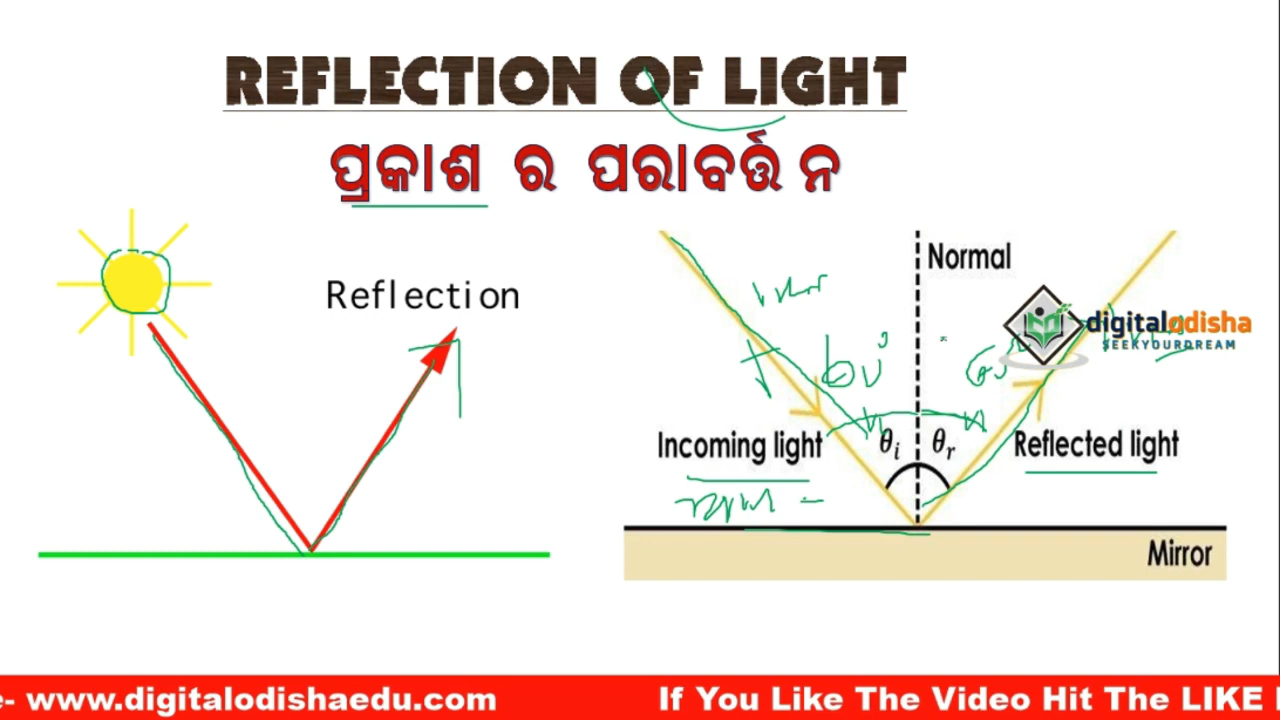 REFLECTION OF LIGHT
ପ୍ରକାଶ ର ପରାବର୍ତ୍ତନ
Reflection
Normal
digitalodisha
SEEKYOURDREAM
60°
Incoming light
θi θr
Reflected light
Mirror
e- www.digitalodishaedu.com If You Like The Video Hit The LIKE